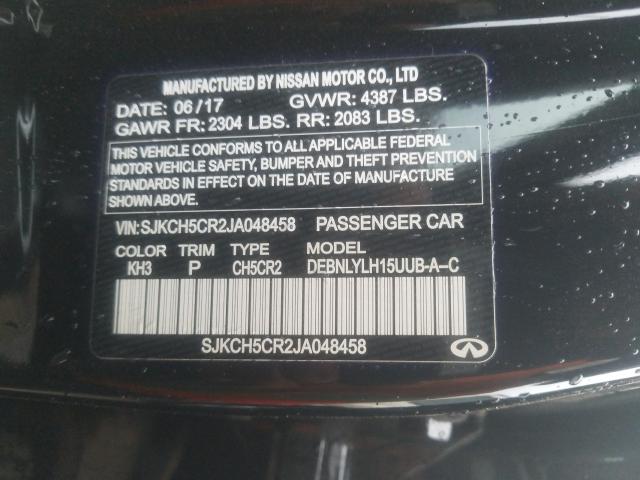 MANUFACTURED BY NISSAN MOTOR CO., LTD
DATE: 06/17 GVWR: 4387 LBS.
GAWR FR: 2304 LBS. RR: 2083 LBS.
THIS VEHICLE CONFORMS TO ALL APPLICABLE FEDERAL
MOTOR VEHICLE SAFETY, BUMPER AND THEFT PREVENTION
STANDARDS IN EFFECT ON THE DATE OF MANUFACTURE
SHOWN ABOVE.
VIN:SJKCH5CR2JA048458 PASSENGER CAR
COLOR TRIM TYPE MODEL
KH3 P CH5CR2 DEBNLYLH15UUB-A-C
SJKCH5CR2JA048458